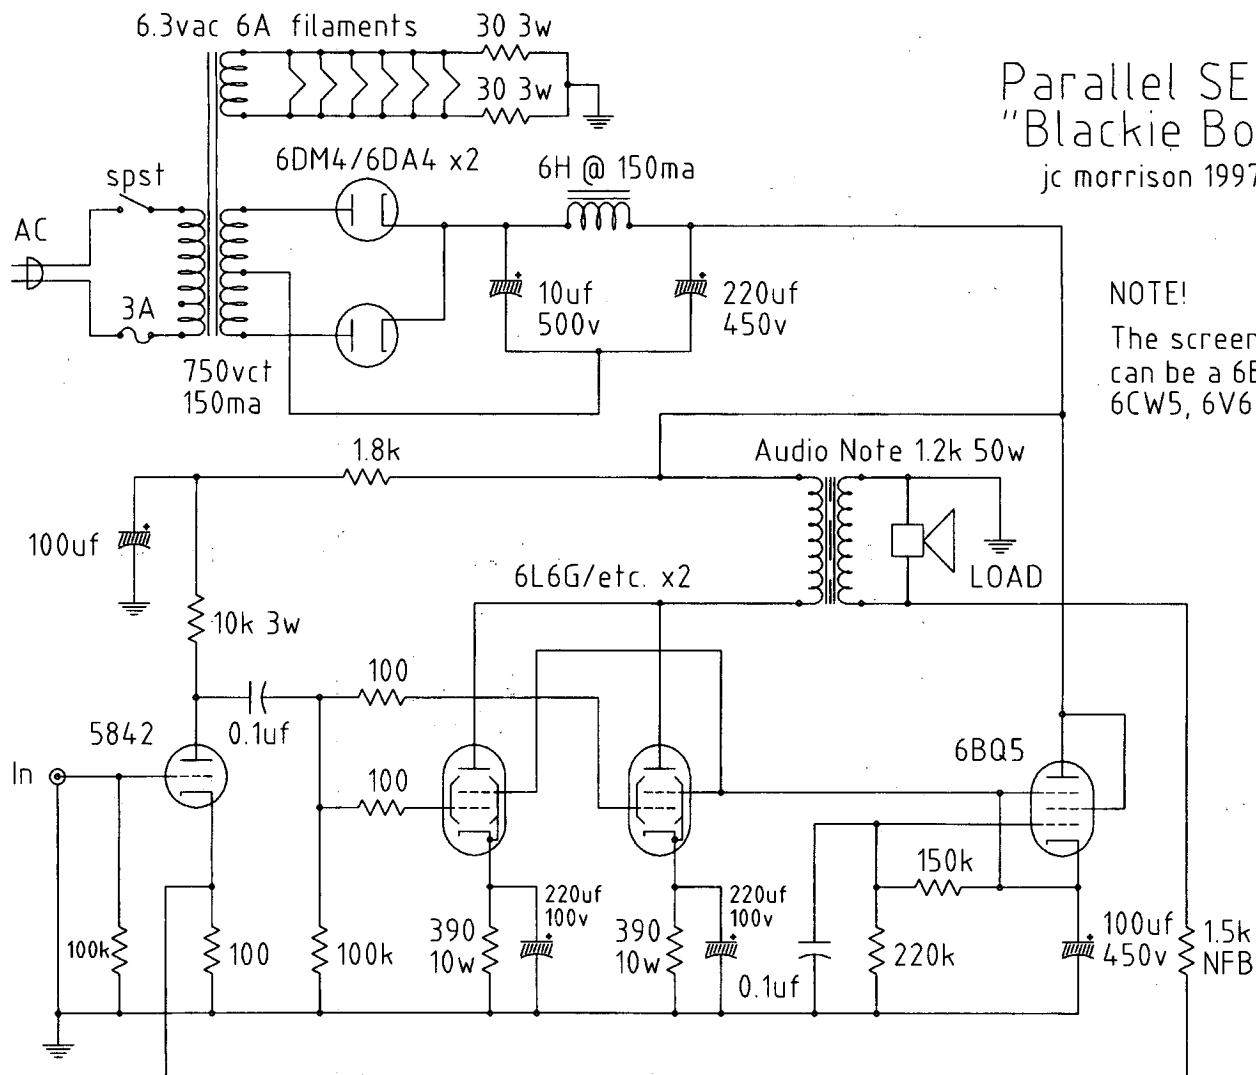 6.3vac 6A filaments
30 3w
30 3w
Parallel SE
"Blackie Bo
jc morrison 1997
6DM4/6DA4 x2
6H @ 150ma
spst
AC
3A
10uf
500v
220uf
450v
750vct
150ma
NOTE!
The screen
can be a 6B
6CW5, 6V6
1.8k
Audio Note 1.2k 50w
100uf
LOAD
6L6G/etc. x2
10k 3w
100
0.1uf
5842
In
100
6BQ5
150k
100k
100
100k
390
10w
220uf
100v
390
10w
220uf
100v
0.1uf
220k
100uf
450v
1.5k
NFB